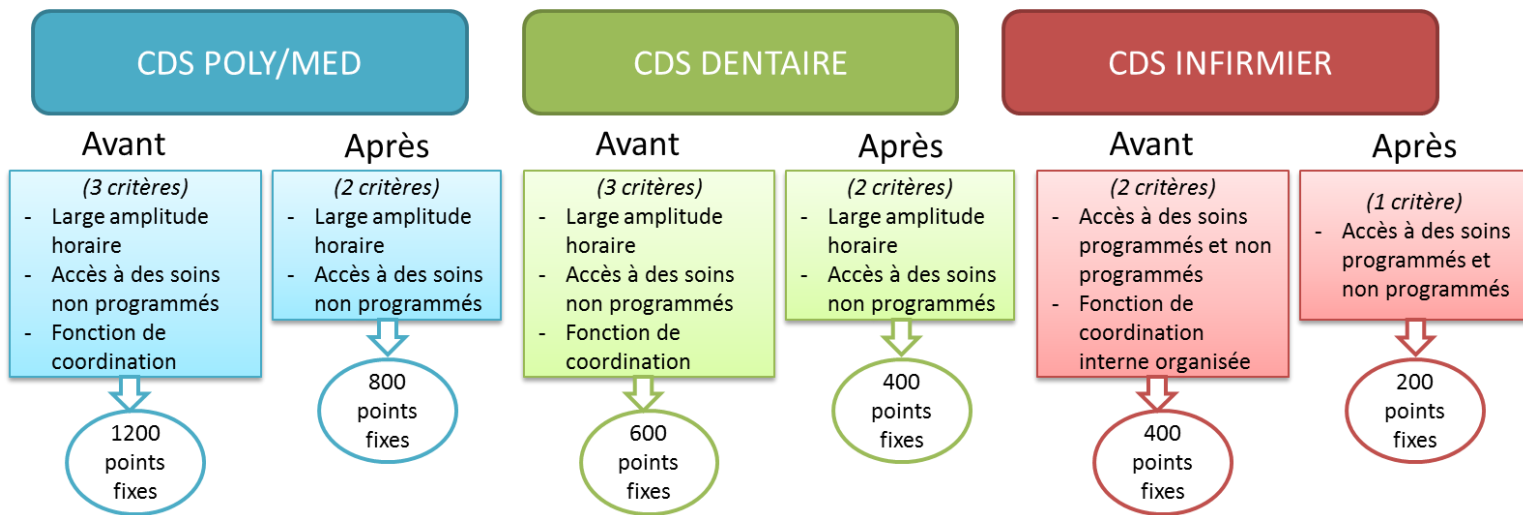 CDS POLY/MED
Avant
(3 critères)
- Large amplitude
horaire
- Accès à des soins
non programmés
- Fonction de
coordination
1200
points
fixes
Après
(2 critères)
- Large amplitude
horaire
- Accès à des soins
non programmés
800
points
fixes
CDS DENTAIRE
Avant
(3 critères)
- Large amplitude
horaire
- Accès à des soins
non programmés
- Fonction de
coordination
600
points
fixes
Après
(2 critères)
- Large amplitude
horaire
- Accès à des soins
non programmés
400
points
fixes
CDS INFIRMIER
Avant
(2 critères)
- Accès à des soins
programmés et non
programmés
- Fonction de
coordination
interne organisée
400
points
fixes
Après
(1 critère)
- Accès à des soins
programmés et
non programmés
200
points
fixes